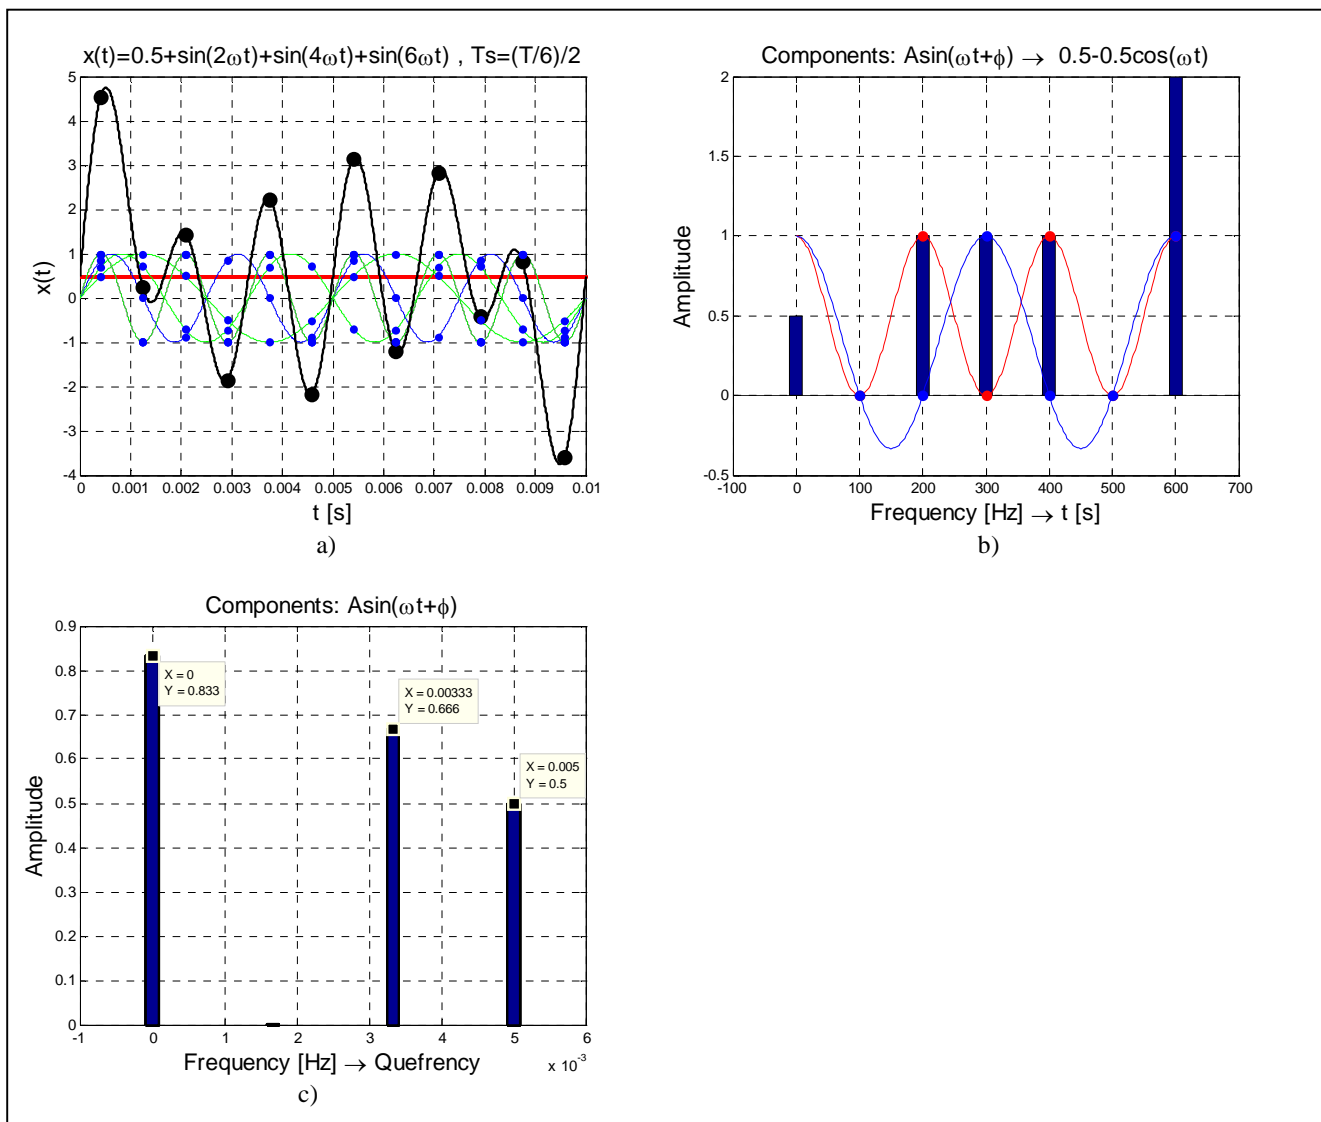 x(t)=0.5+sin(2ωt)+sin(4ωt)+sin(6ωt) , Ts=(T/6)/2
5
4
3
2
1
0
-1
-2
-3
-4
x(t)
0 0.001 0.002 0.003 0.004 0.005 0.006 0.007 0.008 0.009 0.01
t [s]
a)
Components: Asin(ωt+ϕ) → 0.5-0.5cos(ωt)
2
1.5
1
0.5
0
-0.5
Amplitude
-100 0 100 200 300 400 500 600 700
Frequency [Hz] → t [s]
b)
Components: Asin(ωt+ϕ)
0.9
0.8
0.7
0.6
0.5
0.4
0.3
0.2
0.1
0
Amplitude
X = 0
Y = 0.833
X = 0.00333
Y = 0.666
X = 0.005
Y = 0.5
-1 0 1 2 3 4 5 6
x 10⁻³
Frequency [Hz] → Quefrency
c)